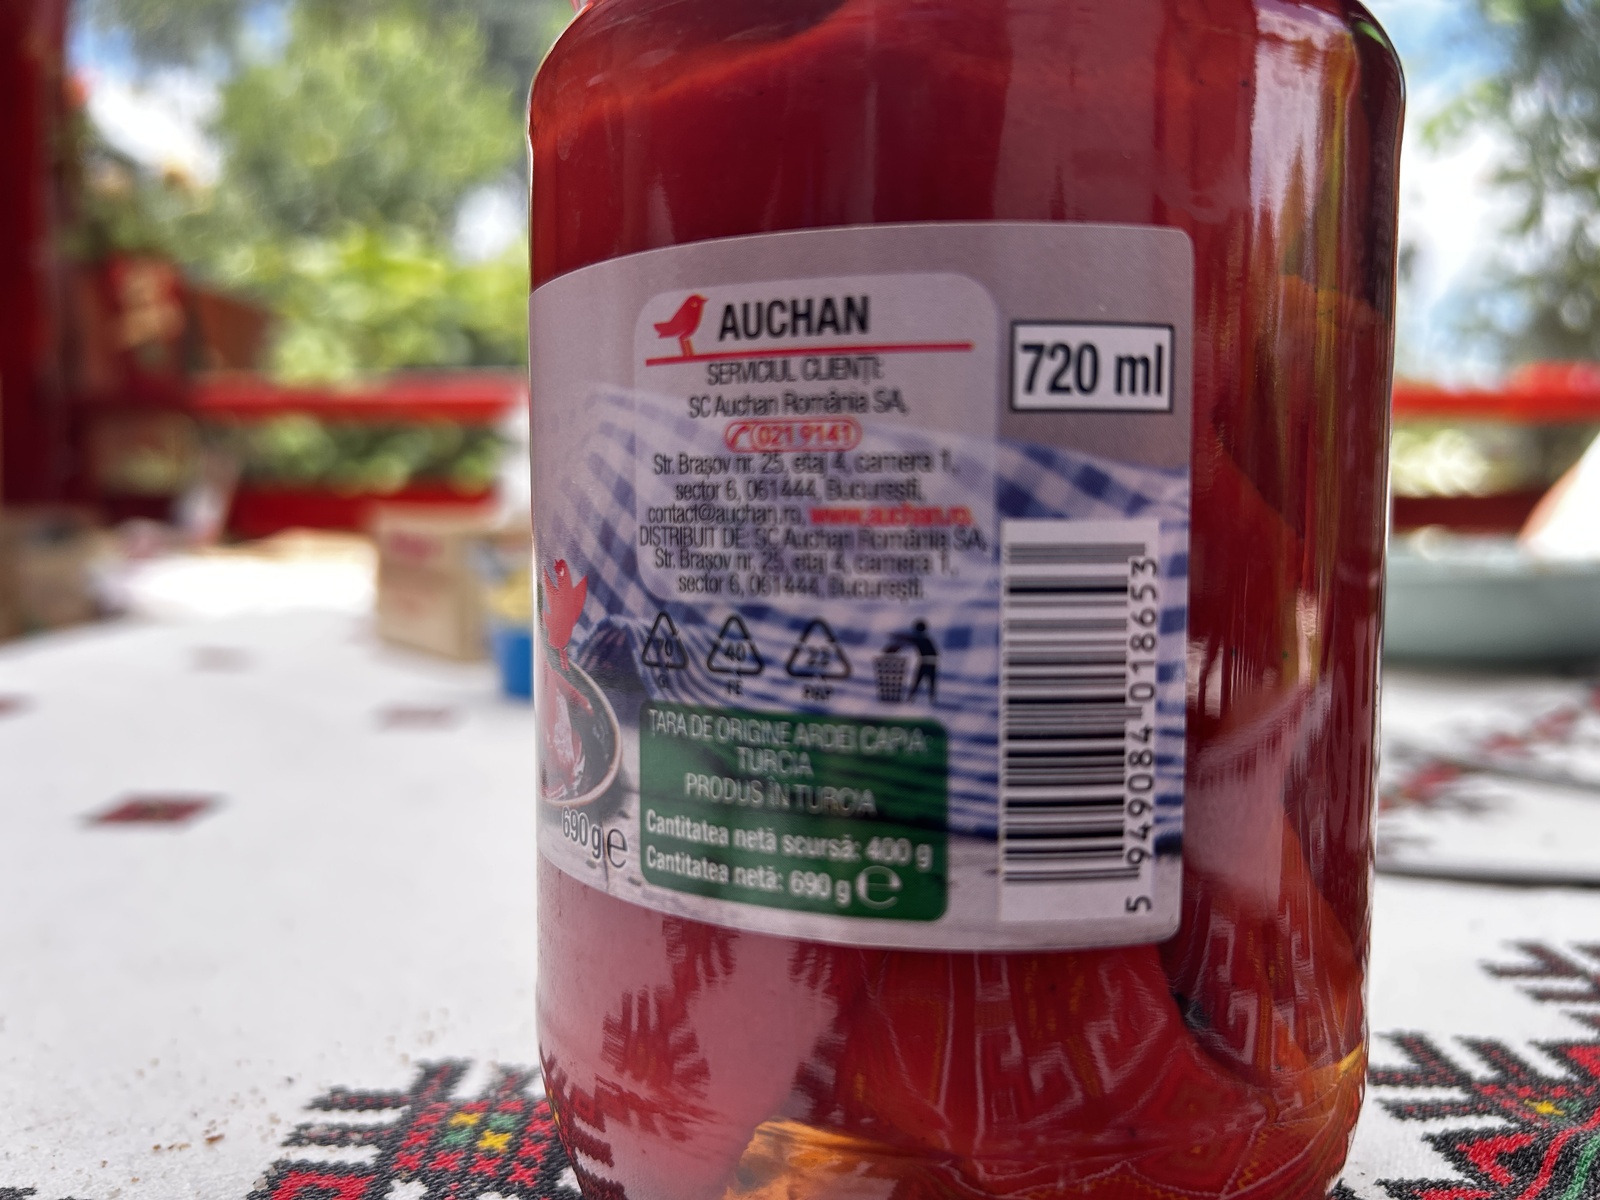 AUCHAN
SERVICIUL CLIENȚI:
SC Auchan România SA,
021 9141
Str. Brașov nr. 25, etaj 4, camera 1,
sector 6, 061444, București,
contact@auchan.ro, www.auchan.ro,
DISTRIBUIT DE: SC Auchan România SA,
Str. Brașov nr. 25, etaj 4, camera 1,
sector 6, 061444, București.
720 ml
70 40 22
GL FE PAP
ȚARA DE ORIGINE ARDEI CAPIA:
TURCIA
PRODUS ÎN TURCIA
Cantitatea netă scursă: 400 g
Cantitatea netă: 690 g e
690 g e
5 949084 018653